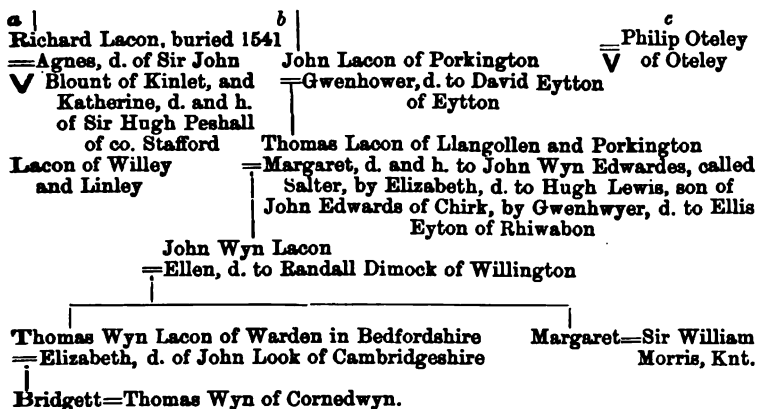 a b c
Richard Lacon, buried 1541
=Agnes, d. of Sir John
V Blount of Kinlet, and
Katherine, d. and h.
of Sir Hugh Peshall
of co. Stafford
Lacon of Willey
and Linley
John Lacon of Porkington
=Gwenhower, d. to David Eytton
of Eytton
=Philip Oteley
V of Oteley
Thomas Lacon of Llangollen and Porkington
=Margaret, d. and h. to John Wyn Edwardes, called
Salter, by Elizabeth, d. to Hugh Lewis, son of
John Edwards of Chirk, by Gwenhwyer, d. to Ellis
Eyton of Rhiwabon
John Wyn Lacon
=Ellen, d. to Randall Dimock of Willington
Thomas Wyn Lacon of Warden in Bedfordshire
=Elizabeth, d. of John Look of Cambridgeshire
Margaret=Sir William
Morris, Knt.
Bridgett=Thomas Wyn of Cornedwyn.